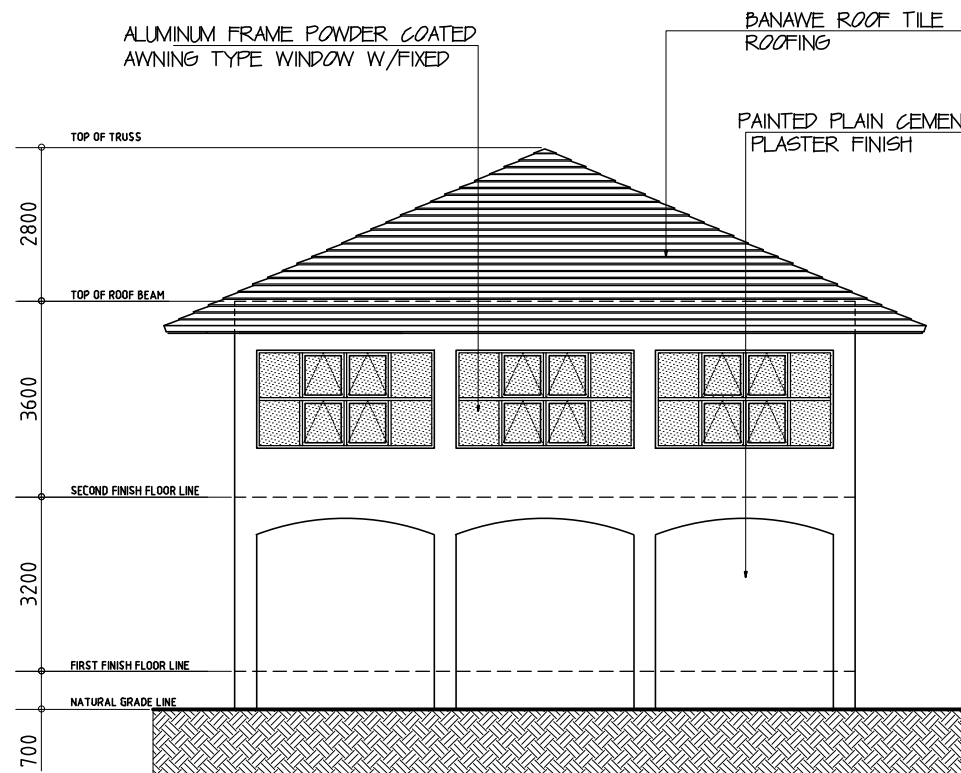 ALUMINUM FRAME POWDER COATED
AWNING TYPE WINDOW W/FIXED
BANAWE ROOF TILE
ROOFING
PAINTED PLAIN CEMEN
PLASTER FINISH
TOP OF TRUSS
2800
TOP OF ROOF BEAM
3600
SECOND FINISH FLOOR LINE
3200
FIRST FINISH FLOOR LINE
NATURAL GRADE LINE
700